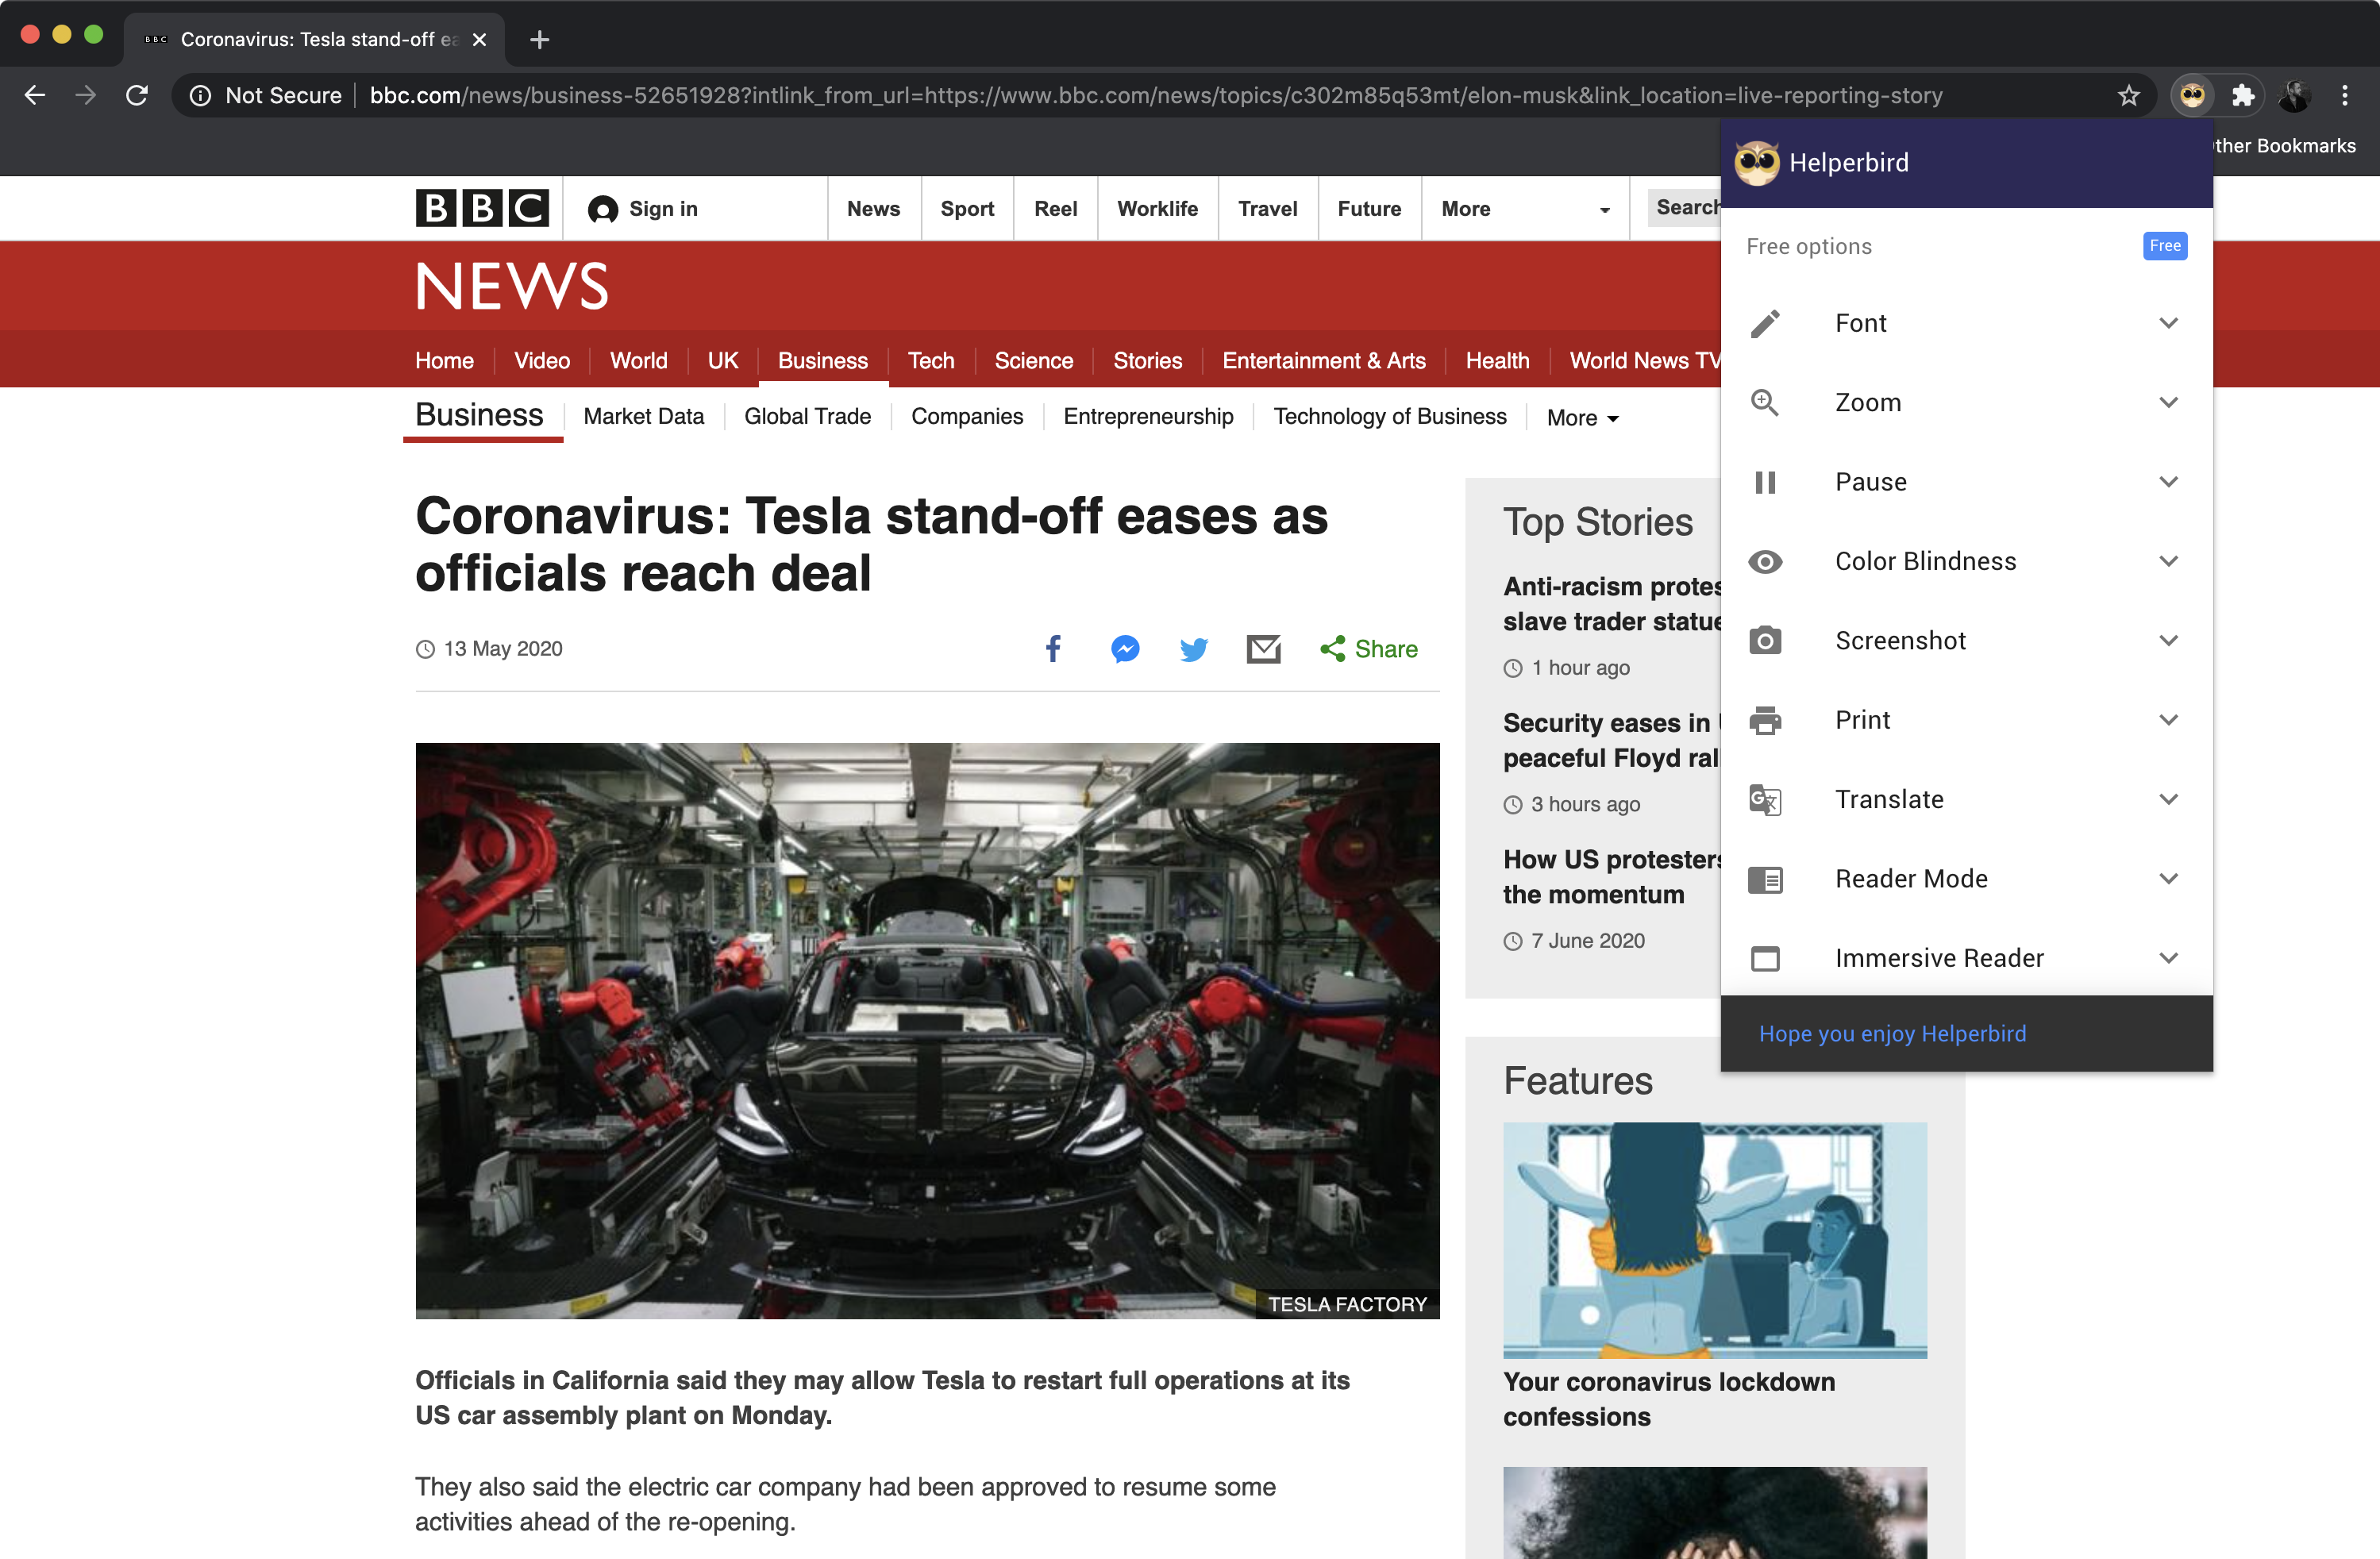 BBC Coronavirus: Tesla stand-off ea
Not Secure bbc.com/news/business-52651928?intlink_from_url=https://www.bbc.com/news/topics/c302m85q53mt/elon-musk&link_location=live-reporting-story
ther Bookmarks
BBC Sign in News Sport Reel Worklife Travel Future More Search
NEWS
Home Video World UK Business Tech Science Stories Entertainment & Arts Health World News TV
Business Market Data Global Trade Companies Entrepreneurship Technology of Business More
Coronavirus: Tesla stand-off eases as
officials reach deal
13 May 2020 Share
TESLA FACTORY
Officials in California said they may allow Tesla to restart full operations at its
US car assembly plant on Monday.
They also said the electric car company had been approved to resume some
activities ahead of the re-opening.
Top Stories
Anti-racism protes
slave trader statue
1 hour ago
Security eases in
peaceful Floyd ral
3 hours ago
How US protesters
the momentum
7 June 2020
Features
Your coronavirus lockdown
confessions
Helperbird
Free options Free
Font
Zoom
Pause
Color Blindness
Screenshot
Print
Translate
Reader Mode
Immersive Reader
Hope you enjoy Helperbird